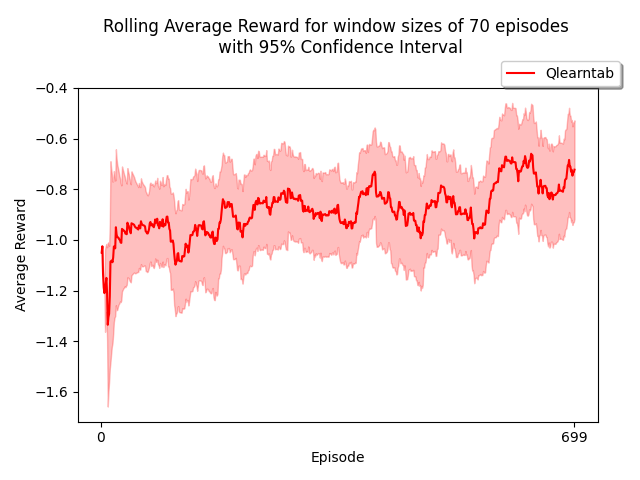 Rolling Average Reward for window sizes of 70 episodes
with 95% Confidence Interval
Qlearntab
−0.4
−0.6
−0.8
−1.0
−1.2
−1.4
−1.6
Average Reward
0
699
Episode